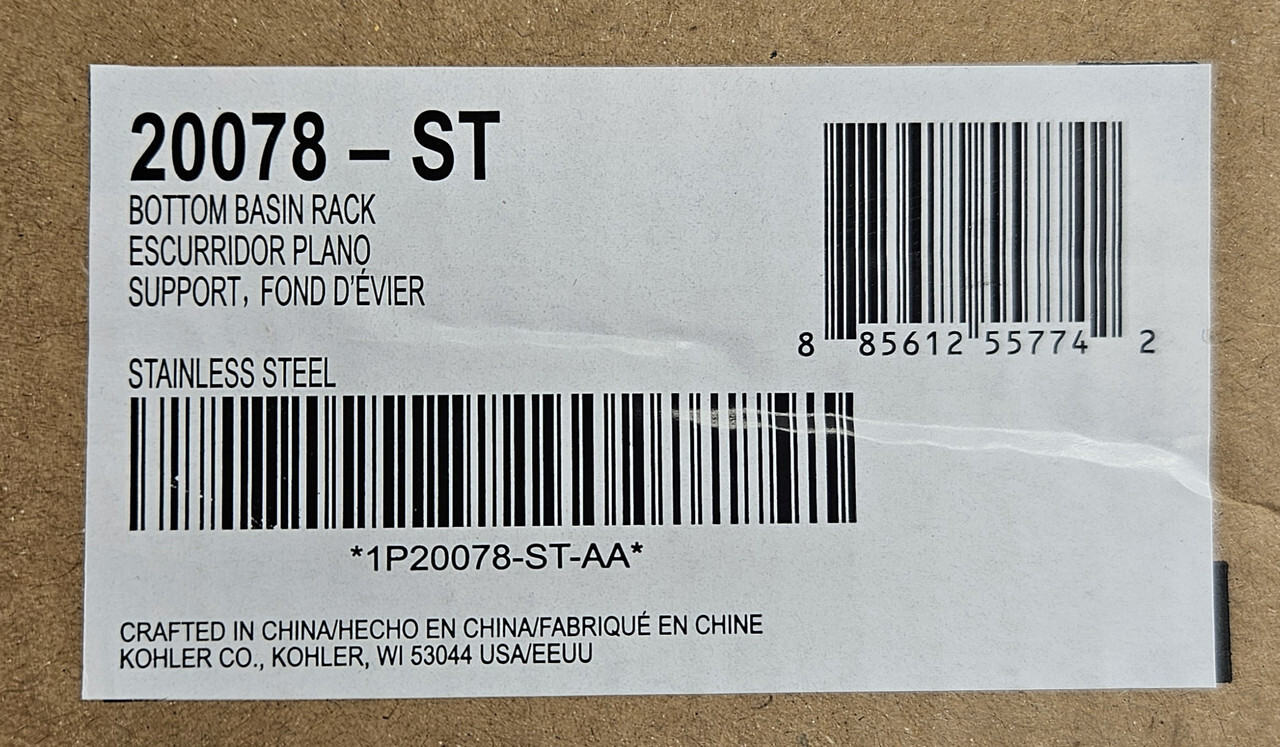 20078 – ST
BOTTOM BASIN RACK
ESCURRIDOR PLANO
SUPPORT, FOND D'ÉVIER
8 85612 55774 2
STAINLESS STEEL
*1P20078-ST-AA*
CRAFTED IN CHINA/HECHO EN CHINA/FABRIQUÉ EN CHINE
KOHLER CO., KOHLER, WI 53044 USA/EEUU